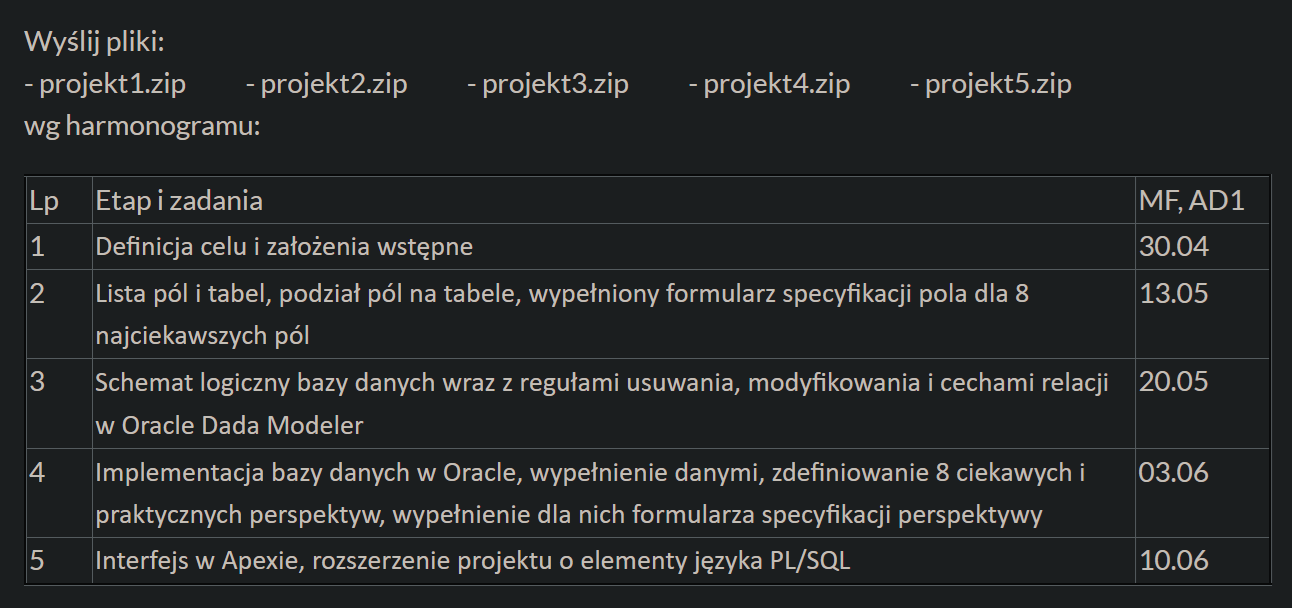 Wyślij pliki:
- projekt1.zip - projekt2.zip - projekt3.zip - projekt4.zip - projekt5.zip
wg harmonogramu:
Lp Etap i zadania MF, AD1
1 Definicja celu i założenia wstępne 30.04
2 Lista pól i tabel, podział pól na tabele, wypełniony formularz specyfikacji pola dla 8 13.05
najciekawszych pól
3 Schemat logiczny bazy danych wraz z regułami usuwania, modyfikowania i cechami relacji 20.05
w Oracle Dada Modeler
4 Implementacja bazy danych w Oracle, wypełnienie danymi, zdefiniowanie 8 ciekawych i 03.06
praktycznych perspektyw, wypełnienie dla nich formularza specyfikacji perspektywy
5 Interfejs w Apexie, rozszerzenie projektu o elementy języka PL/SQL 10.06